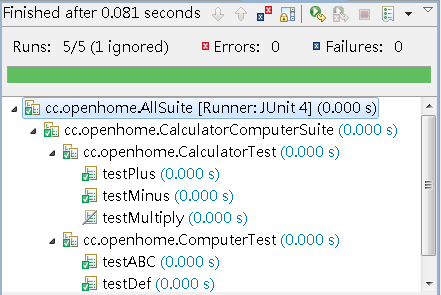 Finished after 0.081 seconds
Runs: 5/5 (1 ignored) Errors: 0 Failures: 0
cc.openhome.AllSuite [Runner: JUnit 4] (0.000 s)
cc.openhome.CalculatorComputerSuite (0.000 s)
cc.openhome.CalculatorTest (0.000 s)
testPlus (0.000 s)
testMinus (0.000 s)
testMultiply (0.000 s)
cc.openhome.ComputerTest (0.000 s)
testABC (0.000 s)
testDef (0.000 s)